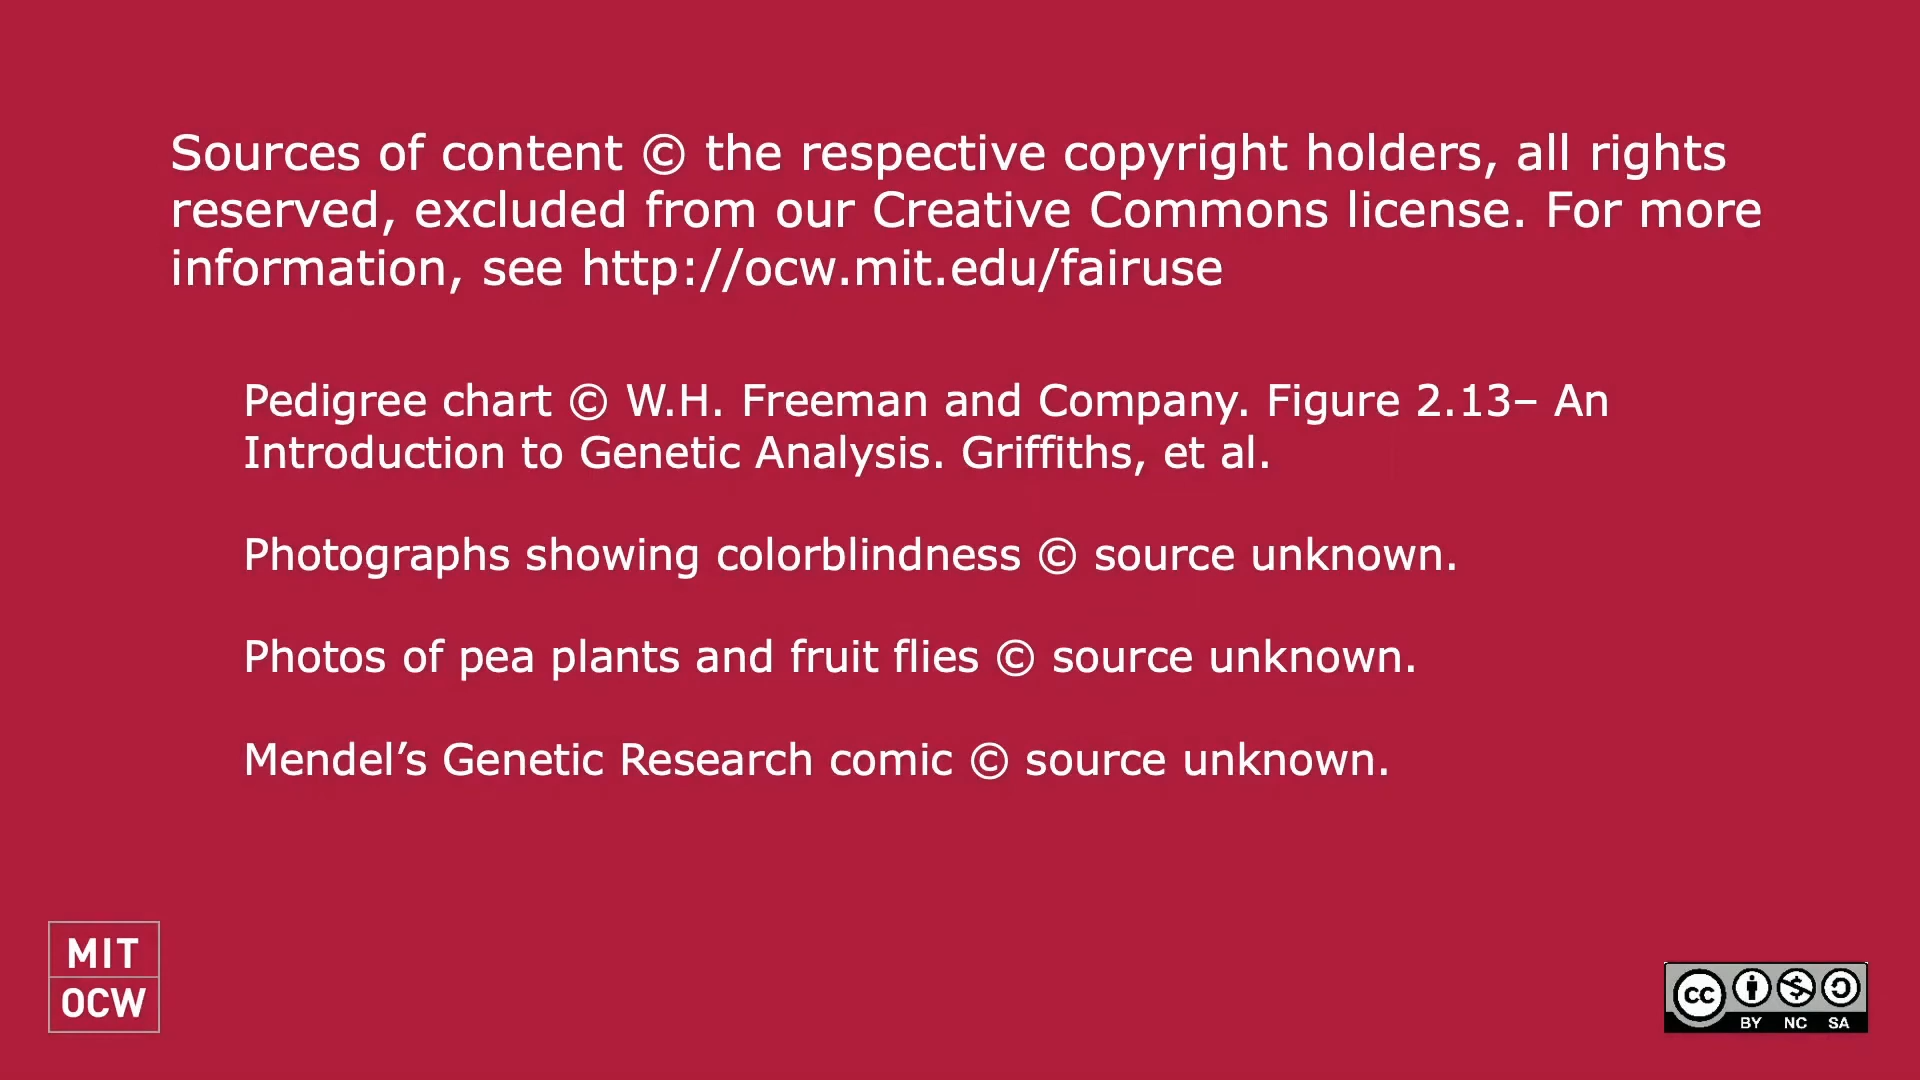 Sources of content © the respective copyright holders, all rights
reserved, excluded from our Creative Commons license. For more
information, see http://ocw.mit.edu/fairuse
Pedigree chart © W.H. Freeman and Company. Figure 2.13– An
Introduction to Genetic Analysis. Griffiths, et al.
Photographs showing colorblindness © source unknown.
Photos of pea plants and fruit flies © source unknown.
Mendel’s Genetic Research comic © source unknown.
MIT
OCW
cc
BY NC SA